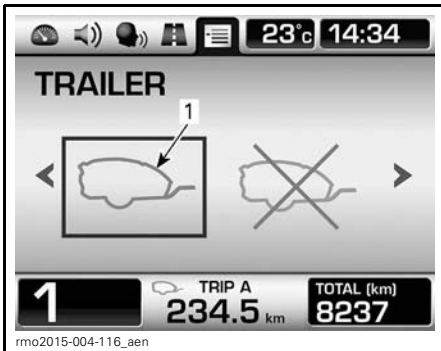 23°c 14:34
TRAILER
1
1
TRIP A
234.5 km
TOTAL (km)
8237
rmo2015-004-116_aen